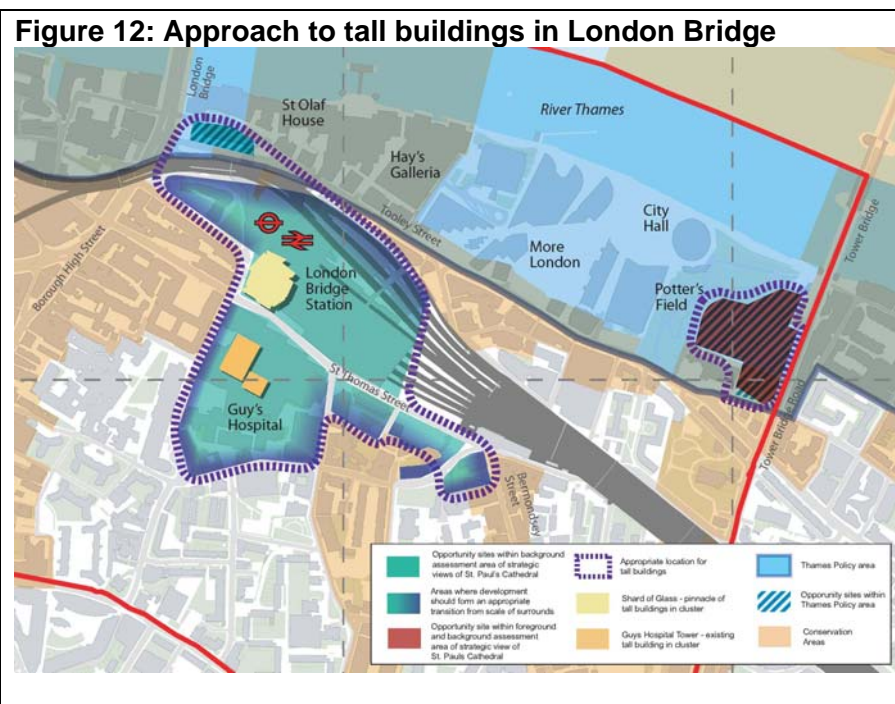 Figure 12: Approach to tall buildings in London Bridge
London
Bridge
St Olaf
House
River Thames
Hay's
Galleria
Tooley Street
City
Hall
More
London
Tower Bridge
Borough High Street
London
Bridge
Station
Potter's
Field
St Thomas Street
Guy's
Hospital
Tower Bridge Road
Bermondsey
Street
Opportunity sites within background
assessment area of strategic
views of St. Paul's Cathedral
Areas where development
should form an appropriate
transition from scale of surrounds
Opportunity site within foreground
and background assessment
area of strategic view of
St. Pauls Cathedral
Appropriate location for
tall buildings
Shard of Glass - pinnacle of
tall buildings in cluster
Guys Hospital Tower - existing
tall building in cluster
Thames Policy area
Opporunity sites within
Thames Policy area
Conservation
Areas